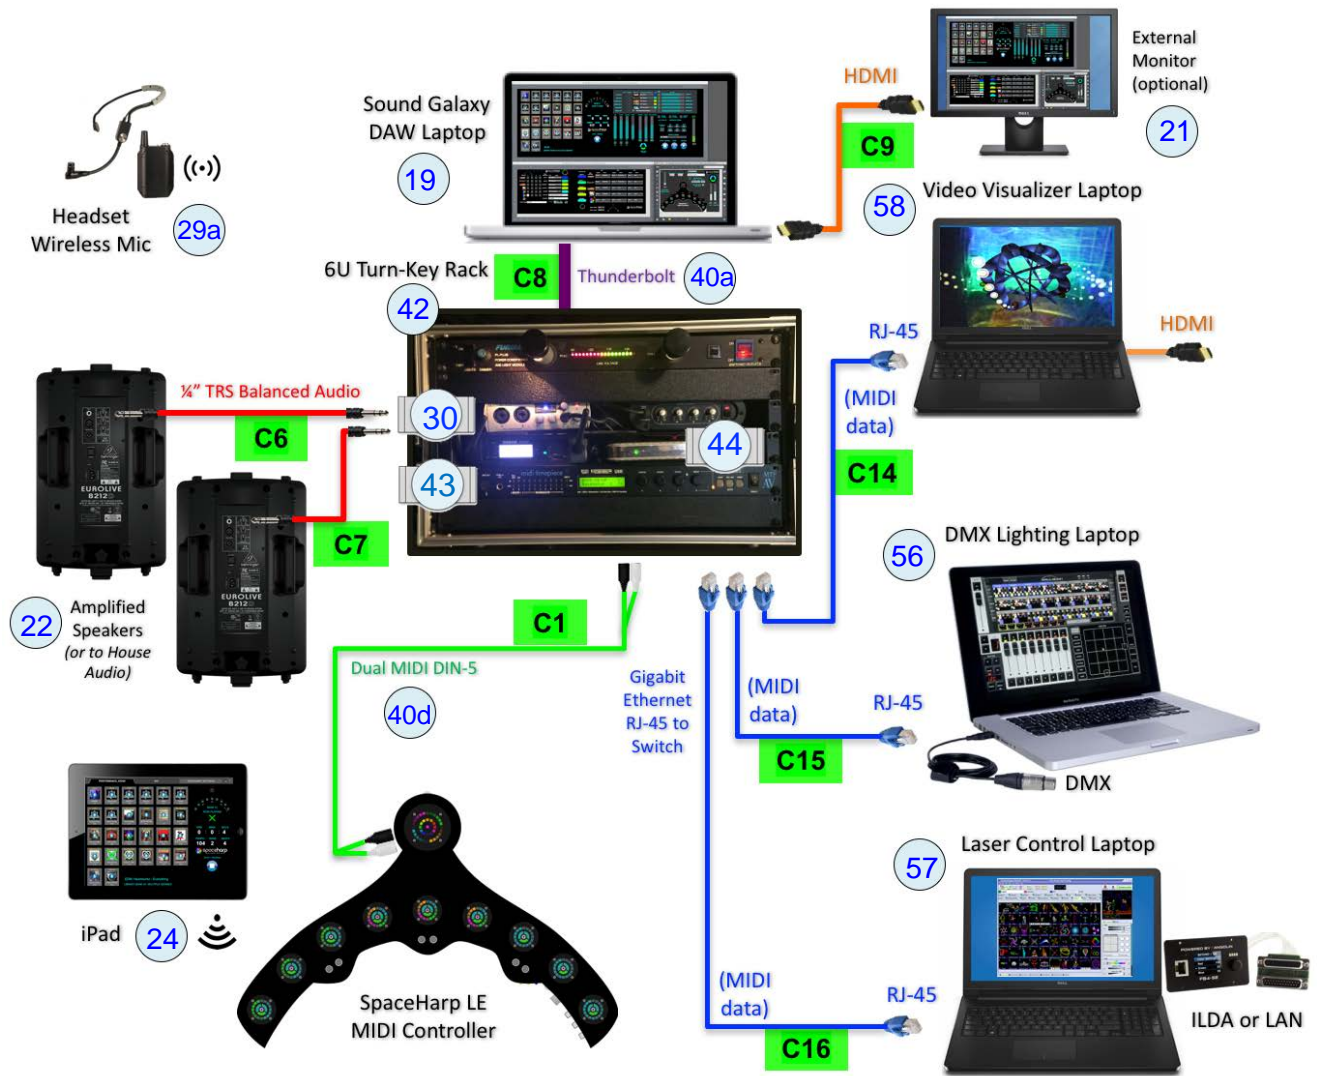 Sound Galaxy
DAW Laptop
19
HDMI
C9
External
Monitor
(optional)
21
Headset
Wireless Mic
29a
58
Video Visualizer Laptop
6U Turn-Key Rack
42
C8
Thunderbolt
40a
RJ-45
HDMI
(MIDI
data)
C14
¼” TRS Balanced Audio
C6
C7
30
43
44
EUROLIVE
B212
EUROLIVE
B212
22
Amplified
Speakers
(or to House
Audio)
C1
Dual MIDI DIN-5
40d
Gigabit
Ethernet
RJ-45 to
Switch
(MIDI
data)
RJ-45
C15
56
DMX Lighting Laptop
DMX
iPad
24
spaceharp
SpaceHarp LE
MIDI Controller
57
Laser Control Laptop
(MIDI
data)
RJ-45
C16
ILDA or LAN